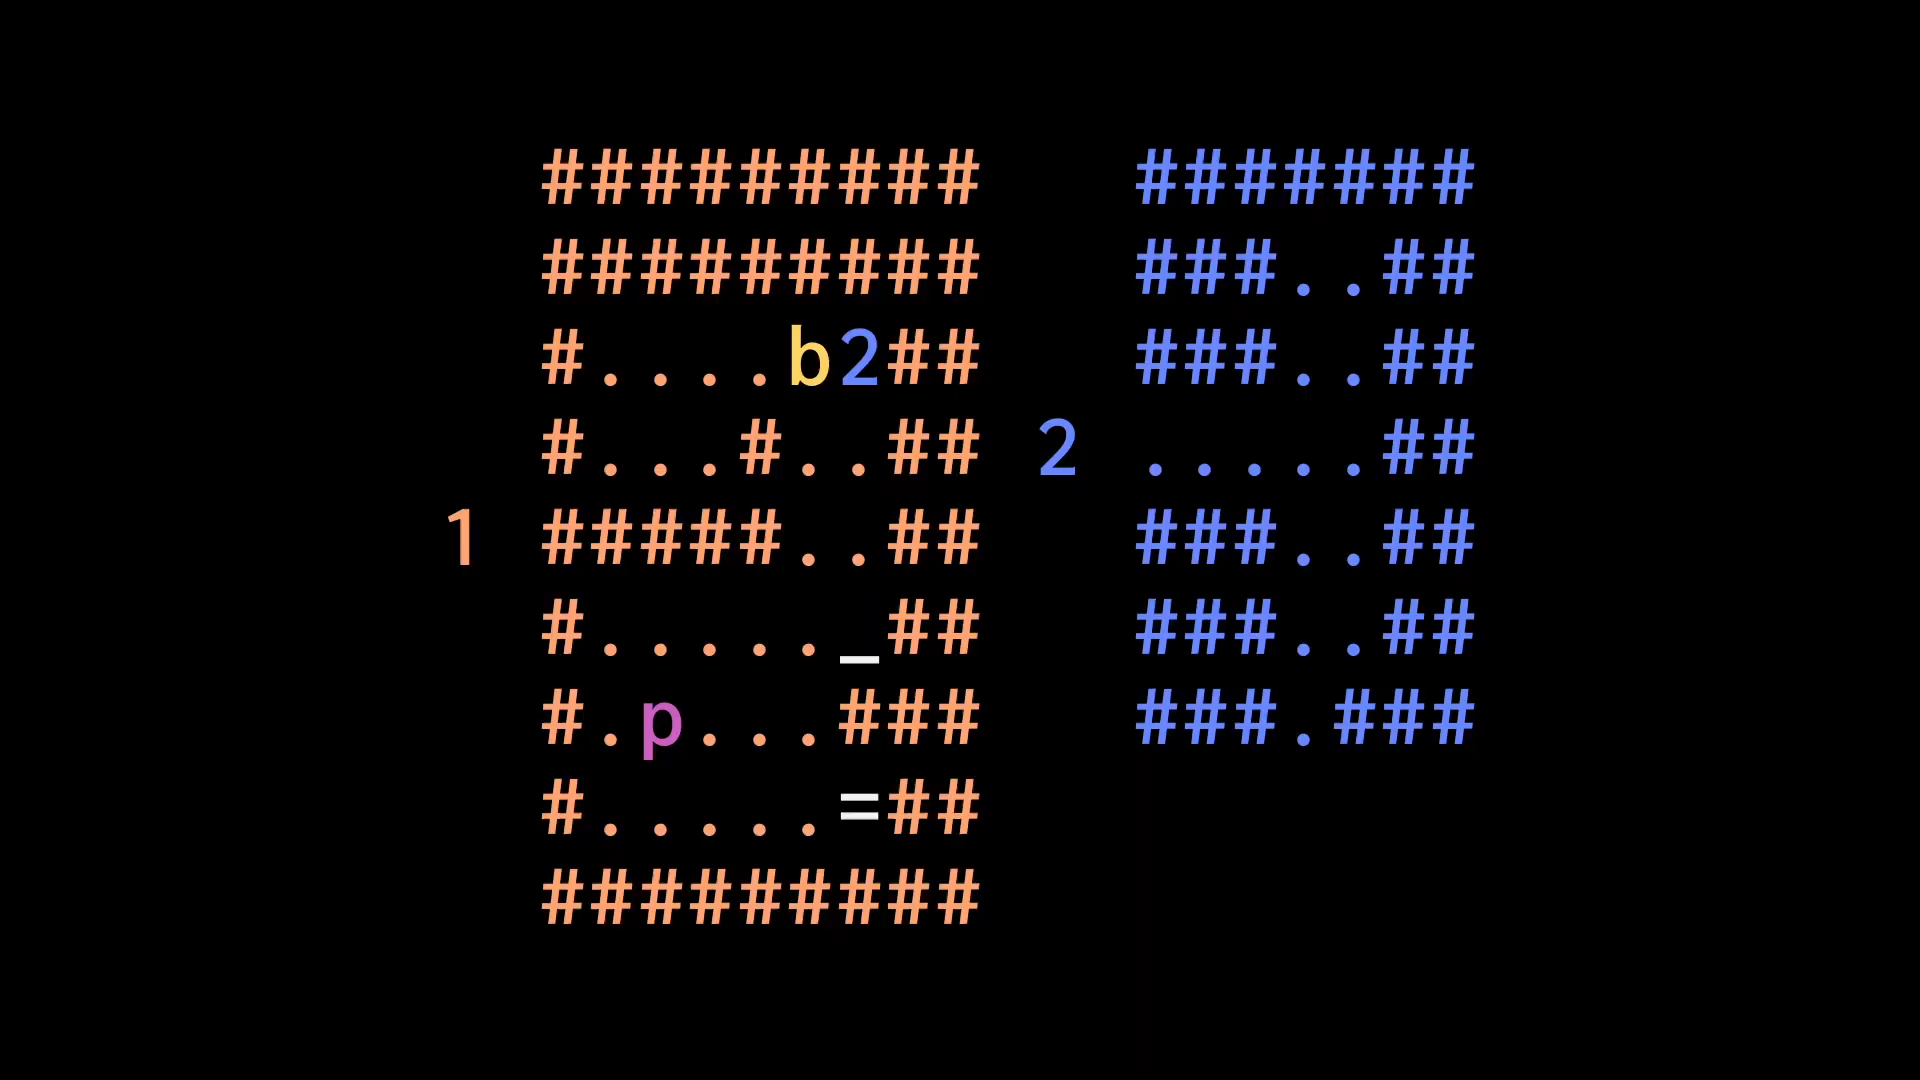 #########   #######
#########   ###..##
#....b2##   ###..##
#...#..## 2 .....##
1 #####..##   ###..##
#....._##   ###..##
#.p...###   ###.###
#.....=##
#########